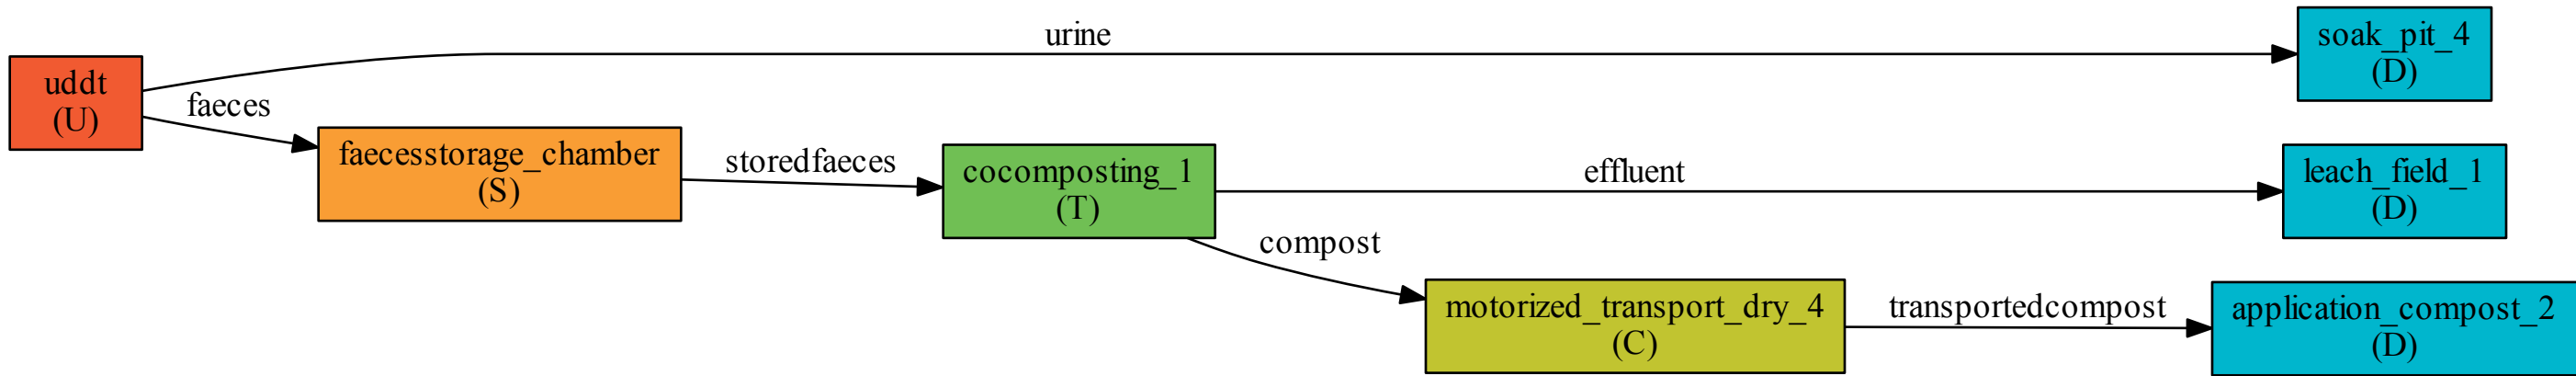 urine
soak_pit_4
(D)
uddt
(U)
faeces
faecesstorage_chamber
(S)
storedfaeces
cocomposting_1
(T)
effluent
leach_field_1
(D)
compost
motorized_transport_dry_4
(C)
transportedcompost
application_compost_2
(D)